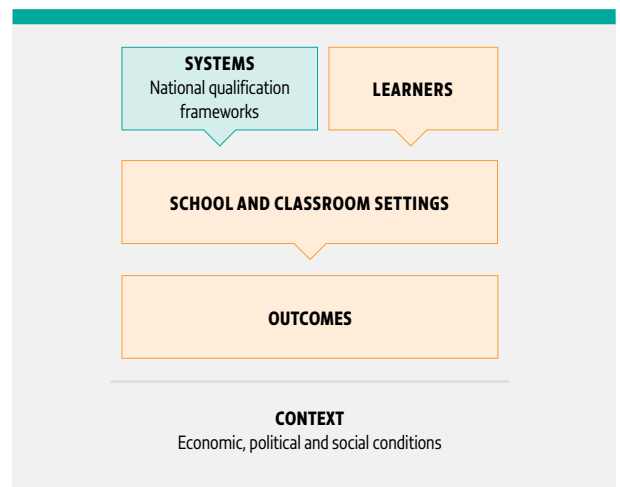 SYSTEMS
National qualification
frameworks
LEARNERS
SCHOOL AND CLASSROOM SETTINGS
OUTCOMES
CONTEXT
Economic, political and social conditions